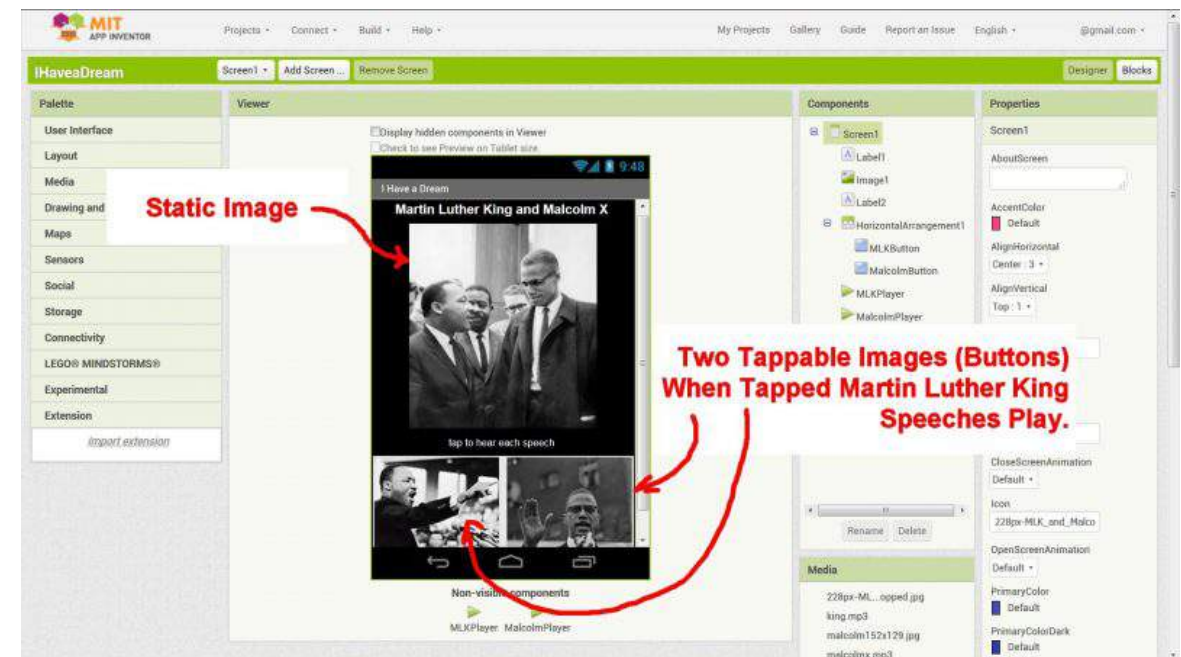 MIT
APP INVENTOR
Projects
Connect
Build
Help
My Projects
Gallery
Guide
Report an Issue
English
@gmail.com
IHaveaDream
Screen1
Add Screen ...
Remove Screen
Designer
Blocks
Palette
User Interface
Layout
Media
Drawing and
Maps
Sensors
Social
Storage
Connectivity
LEGO® MINDSTORMS®
Experimental
Extension
Import extension
Viewer
Display hidden components in Viewer
Check to see Preview on Tablet size.
9:48
I Have a Dream
Martin Luther King and Malcolm X
tap to hear each speech
Non-visible components
MLKPlayer
MalcolmPlayer
Static Image
Two Tappable Images (Buttons)
When Tapped Martin Luther King
Speeches Play.
Components
Screen1
Label1
Image1
Label2
HorizontalArrangement1
MLKButton
MalcolmButton
MLKPlayer
MalcolmPlayer
Rename
Delete
Media
228px-ML...opped.jpg
king.mp3
malcolm152x129.jpg
malcolmx.mp3
Properties
Screen1
AboutScreen
AccentColor
Default
AlignHorizontal
Center : 3
AlignVertical
Top : 1
CloseScreenAnimation
Default
Icon
228px-MLK_and_Malco
OpenScreenAnimation
Default
PrimaryColor
Default
PrimaryColorDark
Default